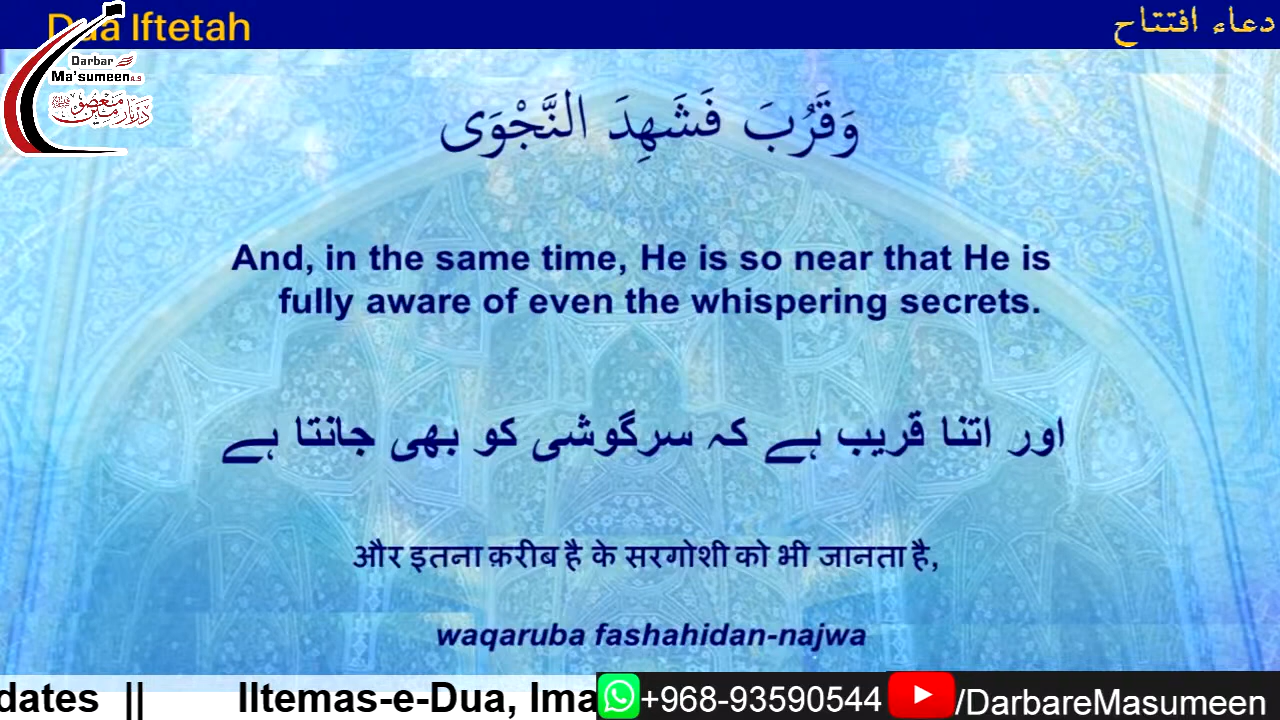 Dua Iftetah
دعاء افتتاح
Darbar
Ma'sumeen a.s
وَقَرُبَ فَشَهِدَ النَّجْوَى
And, in the same time, He is so near that He is
fully aware of even the whispering secrets.
اور اتنا قریب ہے کہ سرگوشی کو بھی جانتا ہے
और इतना क़रीब है के सरगोशी को भी जानता है,
waqaruba fashahidan-najwa
dates || Iltemas-e-Dua, Ima
+968-93590544
/DarbareMasumeen